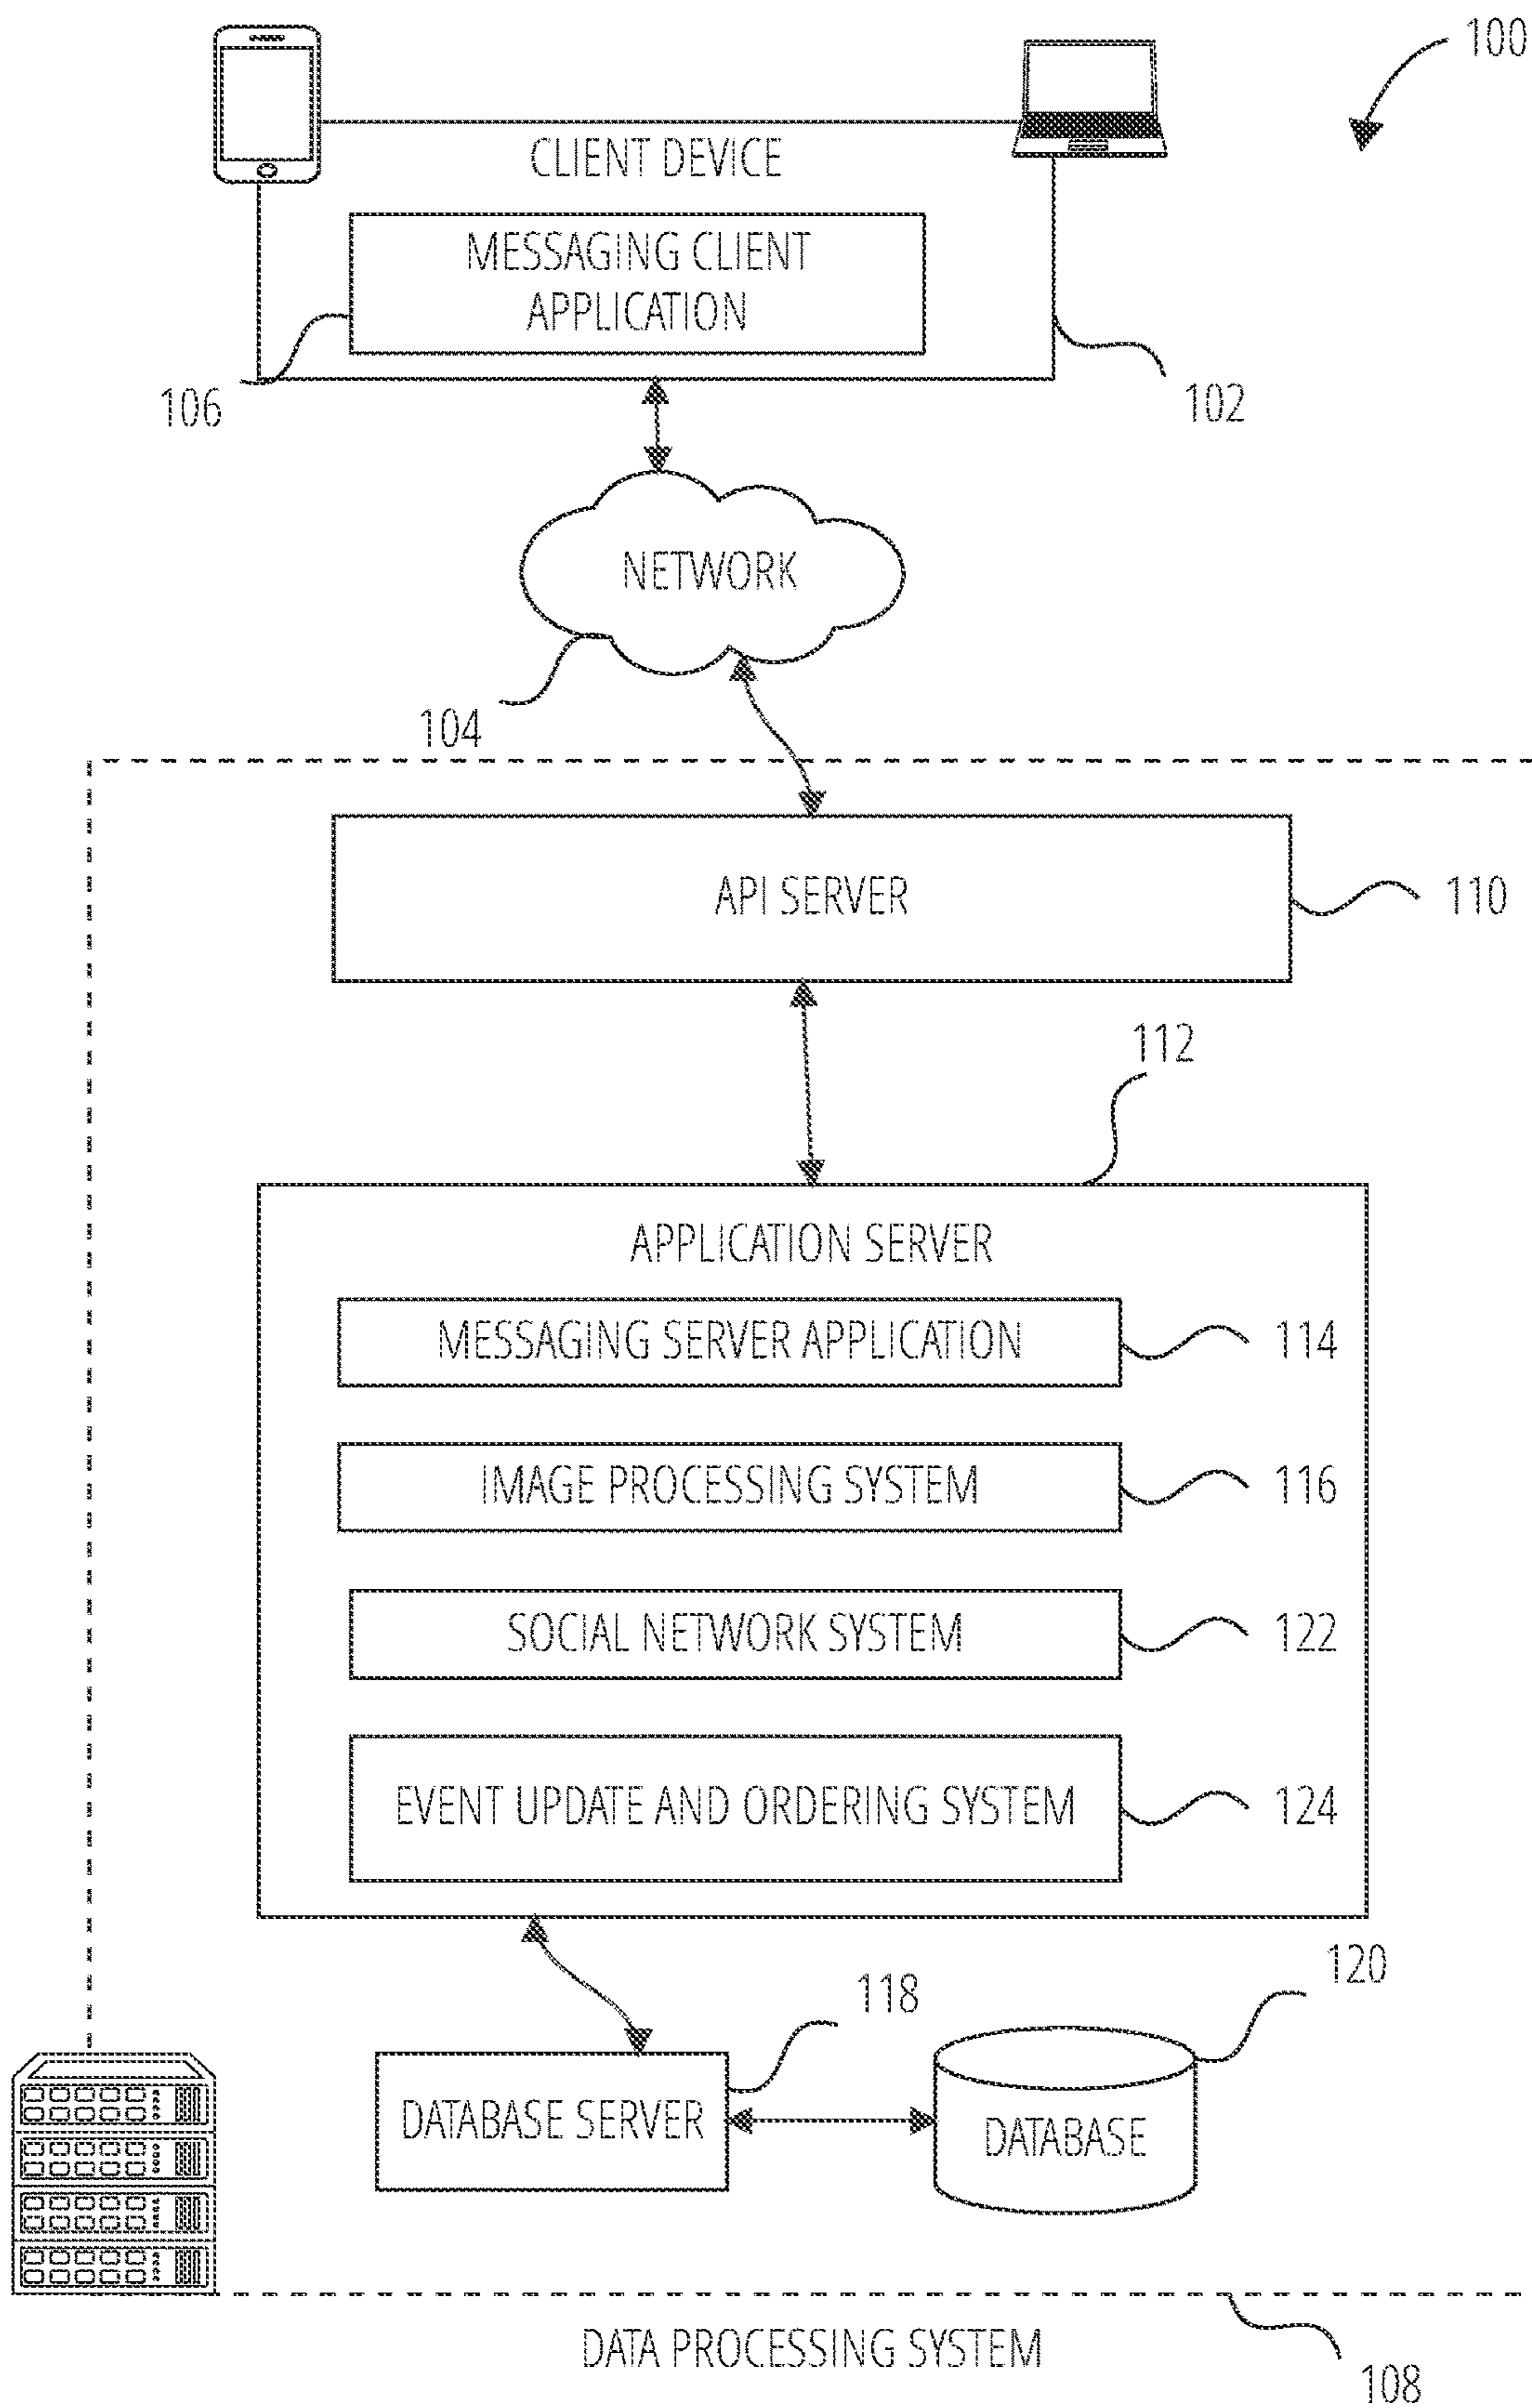 100
CLIENT DEVICE
MESSAGING CLIENT
APPLICATION
106
102
NETWORK
104
API SERVER
110
112
APPLICATION SERVER
MESSAGING SERVER APPLICATION
114
IMAGE PROCESSING SYSTEM
116
SOCIAL NETWORK SYSTEM
122
EVENT UPDATE AND ORDERING SYSTEM
124
118
120
DATABASE SERVER
DATABASE
DATA PROCESSING SYSTEM
108